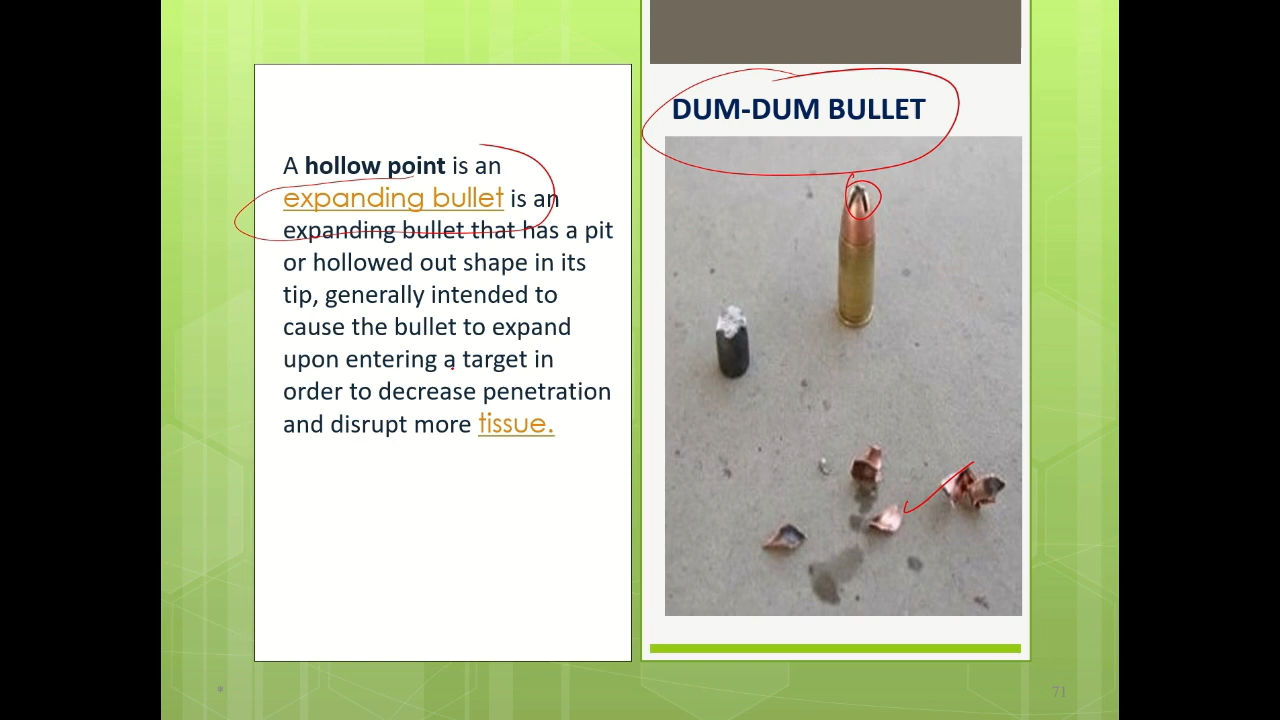 A hollow point is an
expanding bullet is an
expanding bullet that has a pit
or hollowed out shape in its
tip, generally intended to
cause the bullet to expand
upon entering a target in
order to decrease penetration
and disrupt more tissue.
DUM-DUM BULLET
71